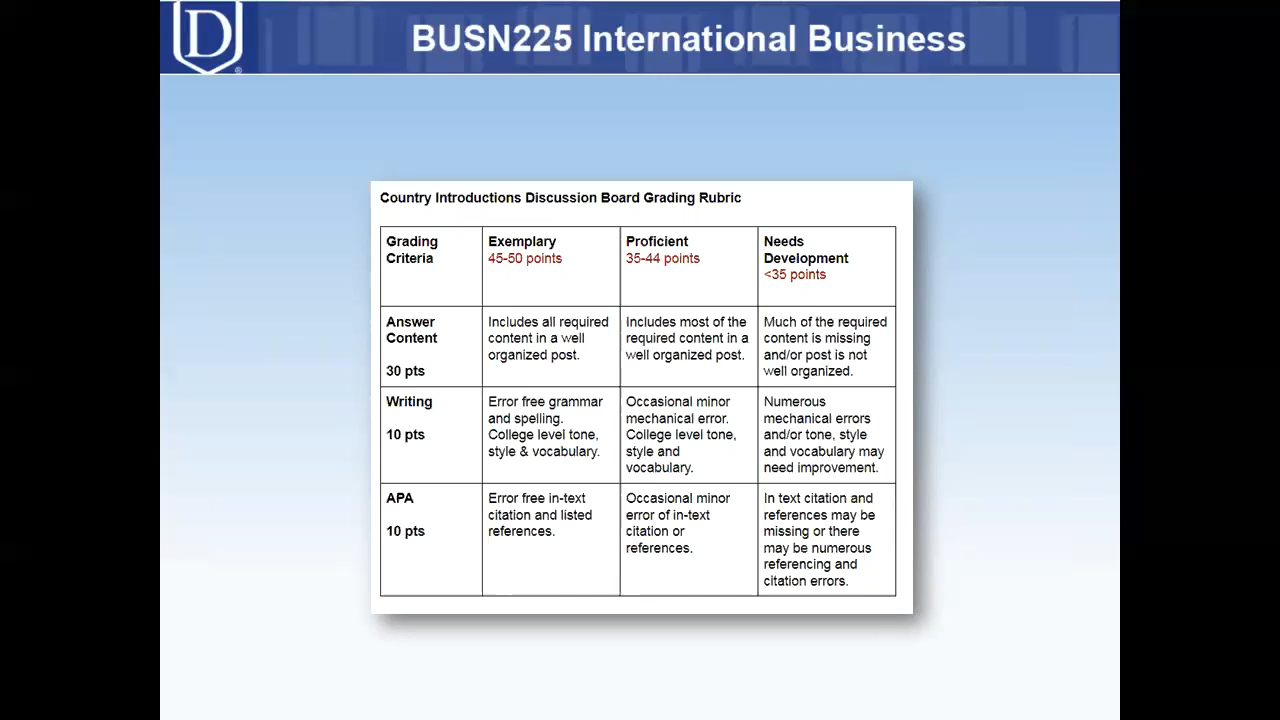 D
®
BUSN225 International Business
Country Introductions Discussion Board Grading Rubric
Grading
Criteria
Exemplary
45-50 points
Proficient
35-44 points
Needs
Development
<35 points
Answer
Content
30 pts
Includes all required
content in a well
organized post.
Includes most of the
required content in a
well organized post.
Much of the required
content is missing
and/or post is not
well organized.
Writing
10 pts
Error free grammar
and spelling.
College level tone,
style & vocabulary.
Occasional minor
mechanical error.
College level tone,
style and
vocabulary.
Numerous
mechanical errors
and/or tone, style
and vocabulary may
need improvement.
APA
10 pts
Error free in-text
citation and listed
references.
Occasional minor
error of in-text
citation or
references.
In text citation and
references may be
missing or there
may be numerous
referencing and
citation errors.